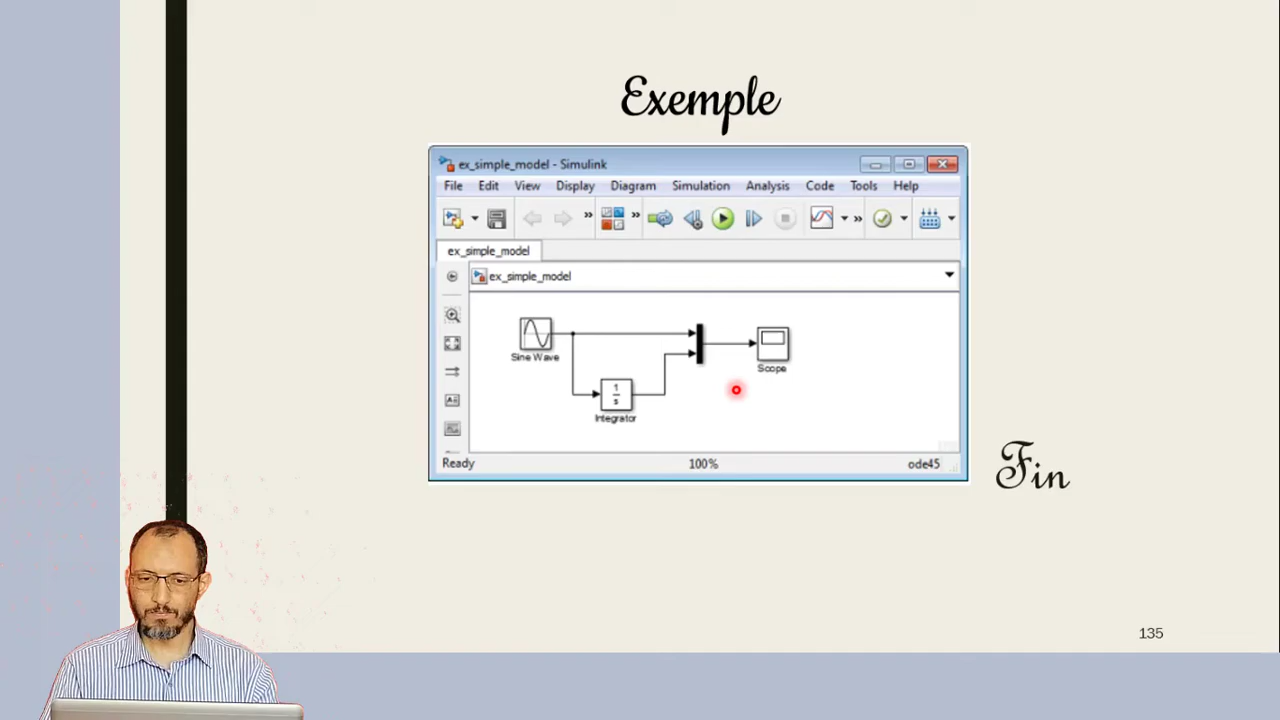 Exemple
ex_simple_model - Simulink
File Edit View Display Diagram Simulation Analysis Code Tools Help
» » »
ex_simple_model
ex_simple_model
Sine Wave
Scope
1
s
Integrator
Ready 100% ode45
Fin
135